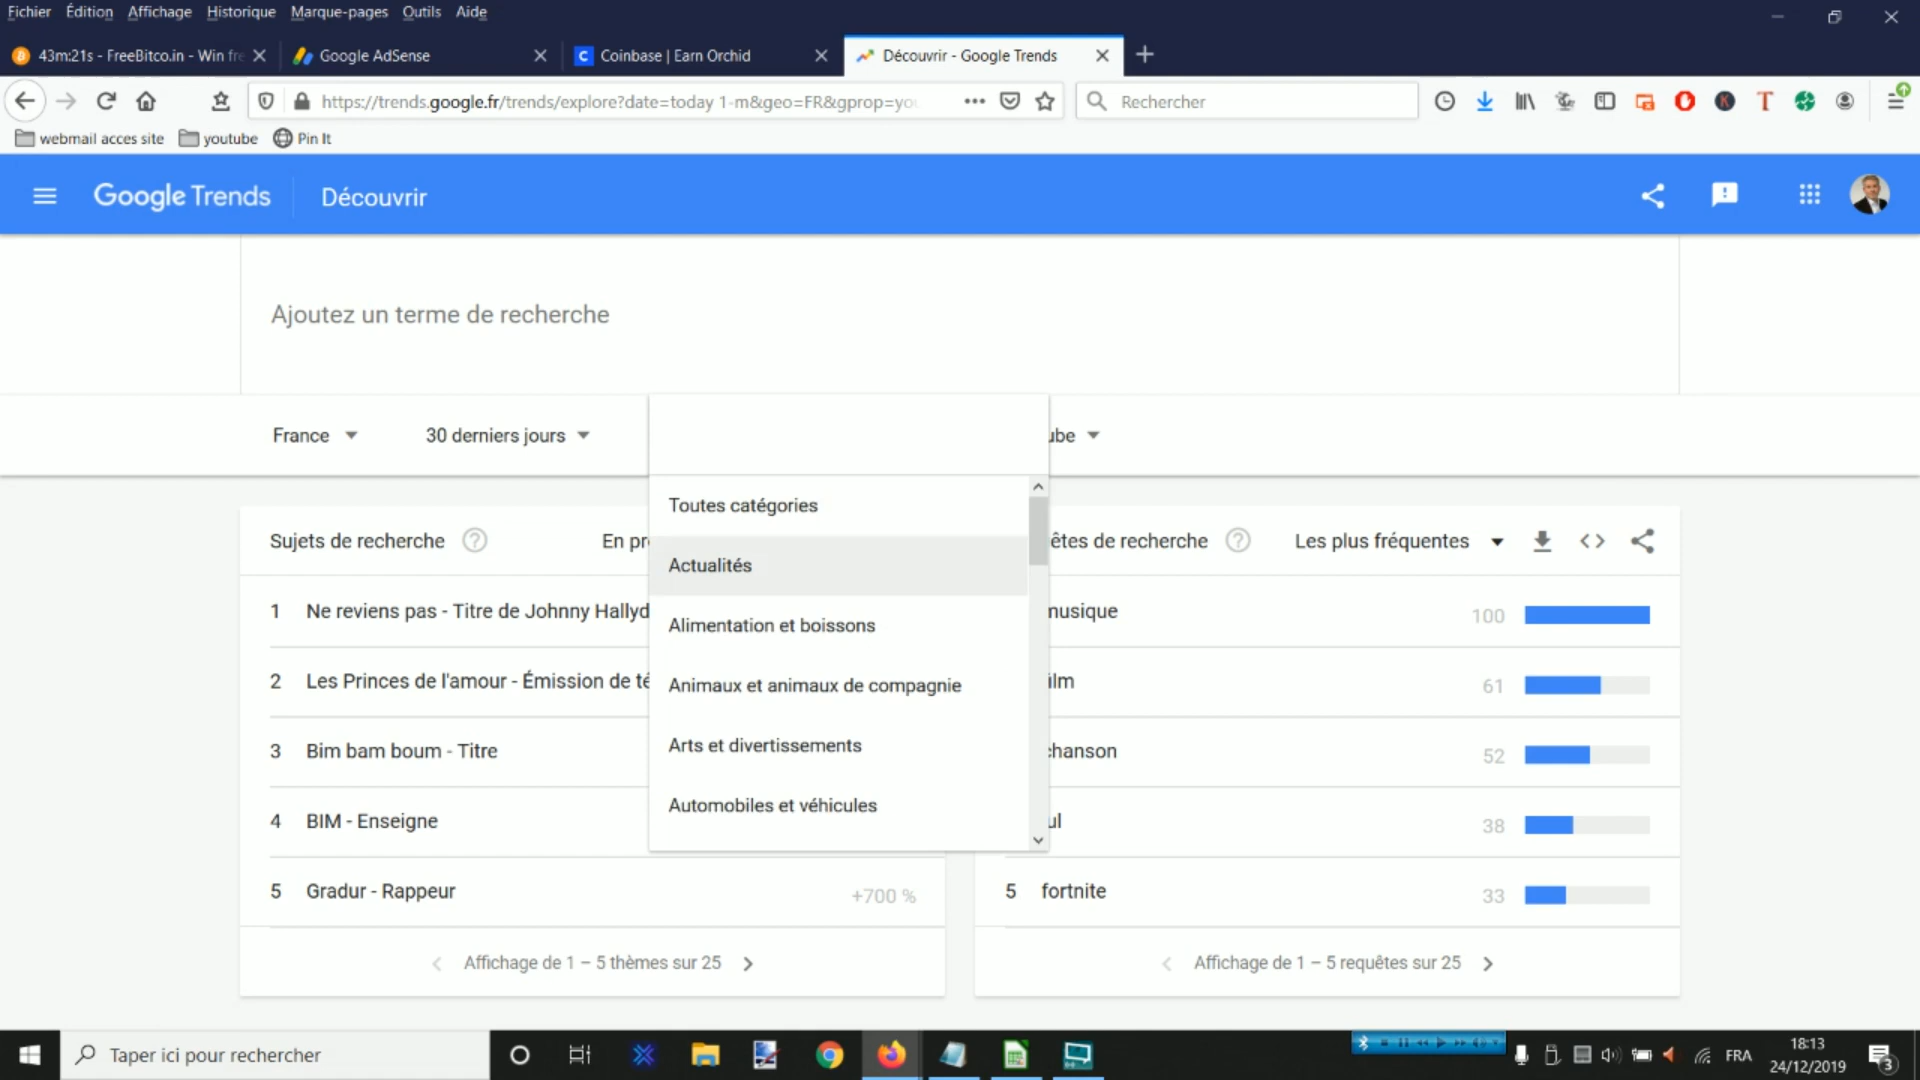 Fichier Édition Affichage Historique Marque-pages Outils Aide
43m:21s - FreeBitco.in - Win fre
Google AdSense
Coinbase | Earn Orchid
Découvrir - Google Trends
https://trends.google.fr/trends/explore?date=today 1-m&geo=FR&gprop=you
Rechercher
webmail acces site youtube Pin It
Google Trends Découvrir
Ajoutez un terme de recherche
France 30 derniers jours ube
Toutes catégories
Actualités
Alimentation et boissons
Animaux et animaux de compagnie
Arts et divertissements
Automobiles et véhicules
Sujets de recherche ? En pr
1 Ne reviens pas - Titre de Johnny Hallyd
2 Les Princes de l'amour - Émission de té
3 Bim bam boum - Titre
4 BIM - Enseigne
5 Gradur - Rappeur +700 %
Affichage de 1 – 5 thèmes sur 25
êtes de recherche ? Les plus fréquentes
musique 100
film 61
chanson 52
ul 38
5 fortnite 33
Affichage de 1 – 5 requêtes sur 25
Taper ici pour rechercher
FRA
18:13
24/12/2019
3